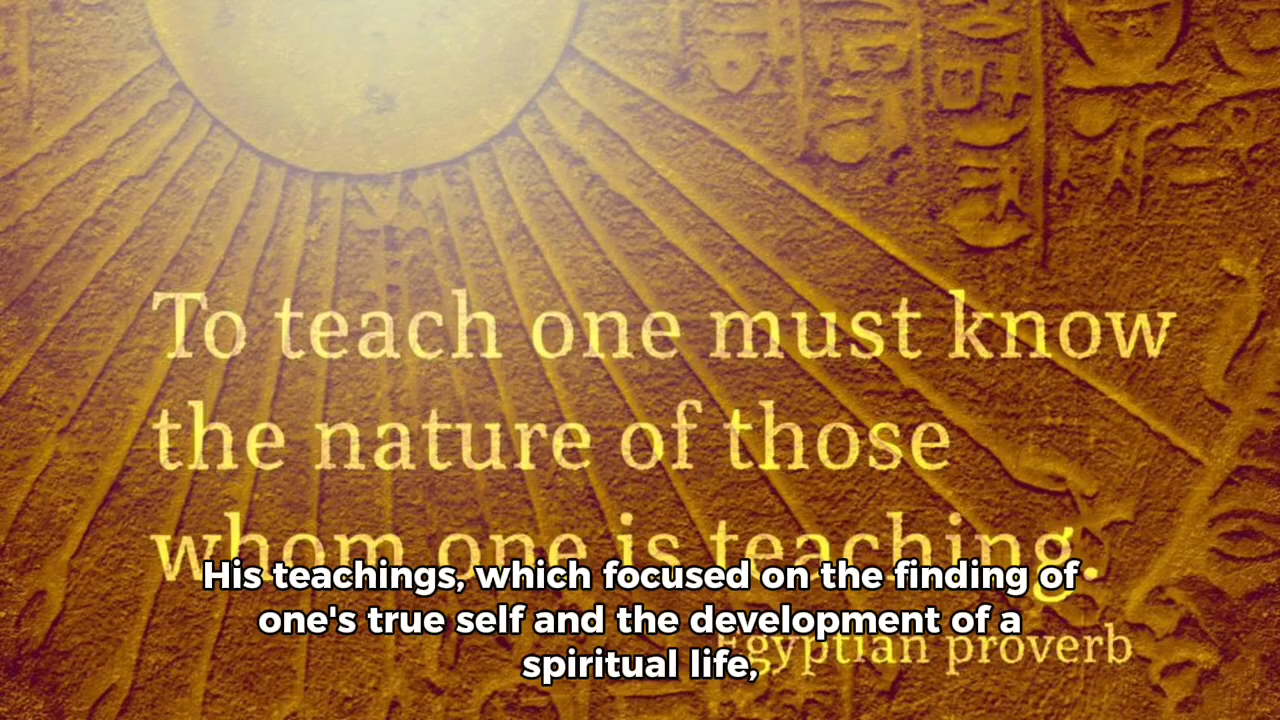 To teach one must know
the nature of those
whom one is teaching.
His teachings, which focused on the finding of
one's true self and the development of a
Egyptian proverb
spiritual life,